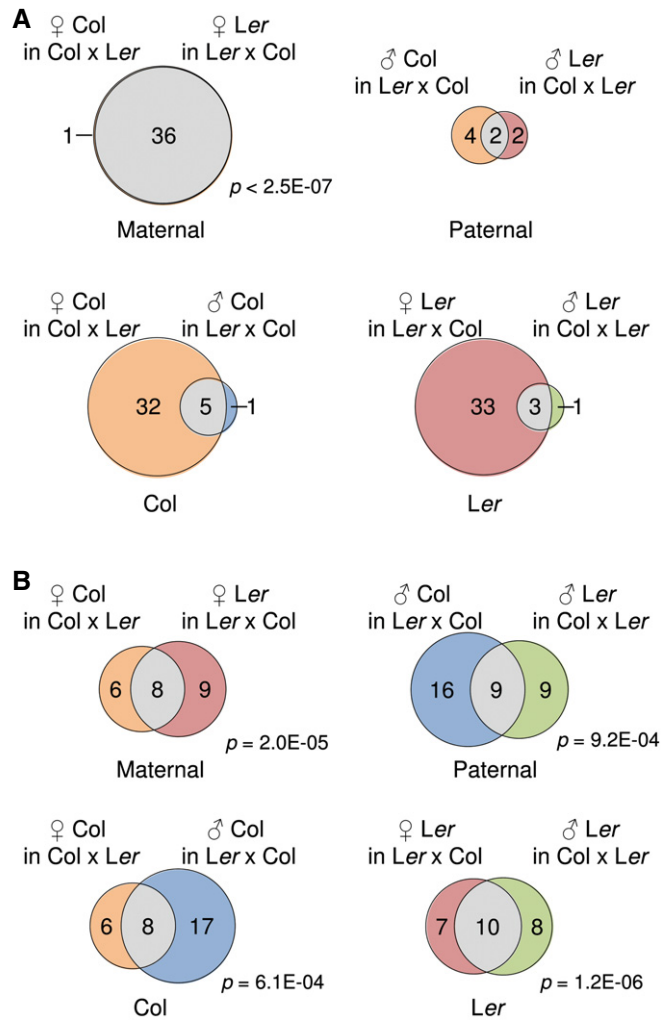 A
♀ Col
in Col x Ler
♀ Ler
in Ler x Col
1
36
p < 2.5E-07
Maternal
♂ Col
in Ler x Col
♂ Ler
in Col x Ler
4
2
2
Paternal
♀ Col
in Col x Ler
♂ Col
in Ler x Col
32
5
1
Col
♀ Ler
in Ler x Col
♂ Ler
in Col x Ler
33
3
1
Ler
B
♀ Col
in Col x Ler
♀ Ler
in Ler x Col
6
8
9
p = 2.0E-05
Maternal
♂ Col
in Ler x Col
♂ Ler
in Col x Ler
16
9
9
p = 9.2E-04
Paternal
♀ Col
in Col x Ler
♂ Col
in Ler x Col
6
8
17
p = 6.1E-04
Col
♀ Ler
in Ler x Col
♂ Ler
in Col x Ler
7
10
8
p = 1.2E-06
Ler